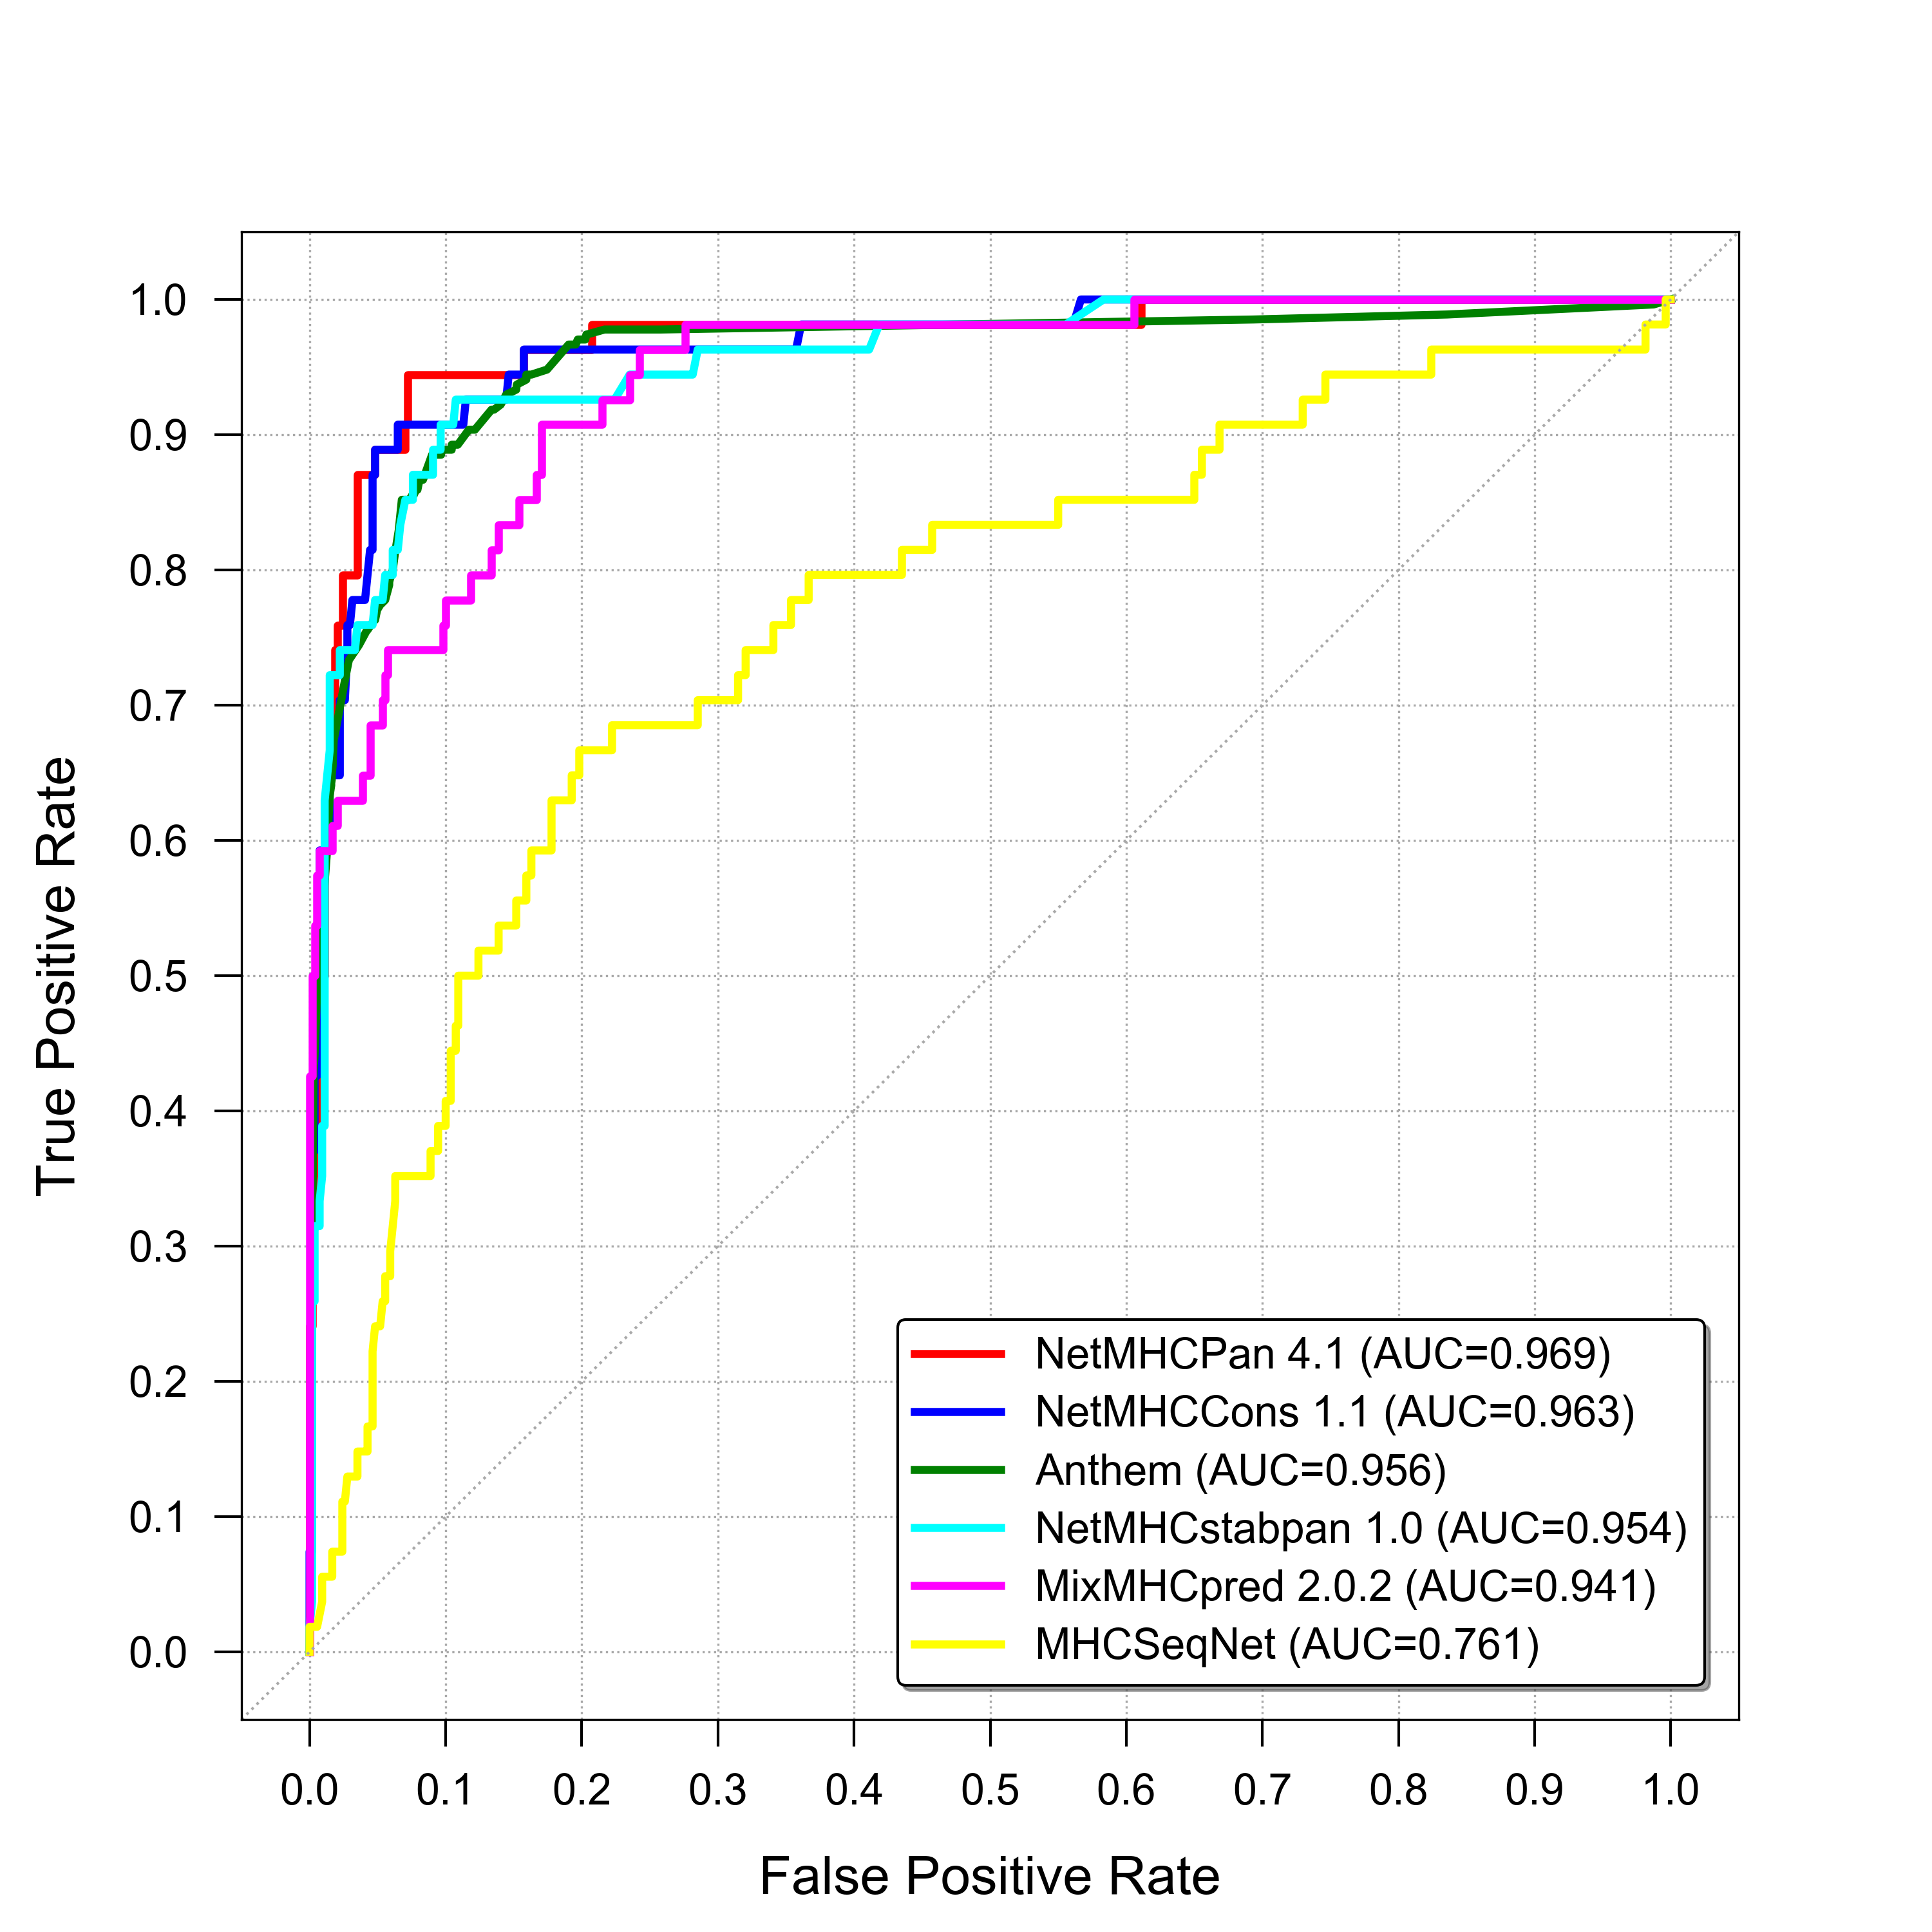 1.0
0.9
0.8
0.7
0.6
0.5
0.4
0.3
0.2
0.1
0.0
True Positive Rate
NetMHCPan 4.1 (AUC=0.969)
NetMHCCons 1.1 (AUC=0.963)
Anthem (AUC=0.956)
NetMHCstabpan 1.0 (AUC=0.954)
MixMHCpred 2.0.2 (AUC=0.941)
MHCSeqNet (AUC=0.761)
0.0 0.1 0.2 0.3 0.4 0.5 0.6 0.7 0.8 0.9 1.0
False Positive Rate